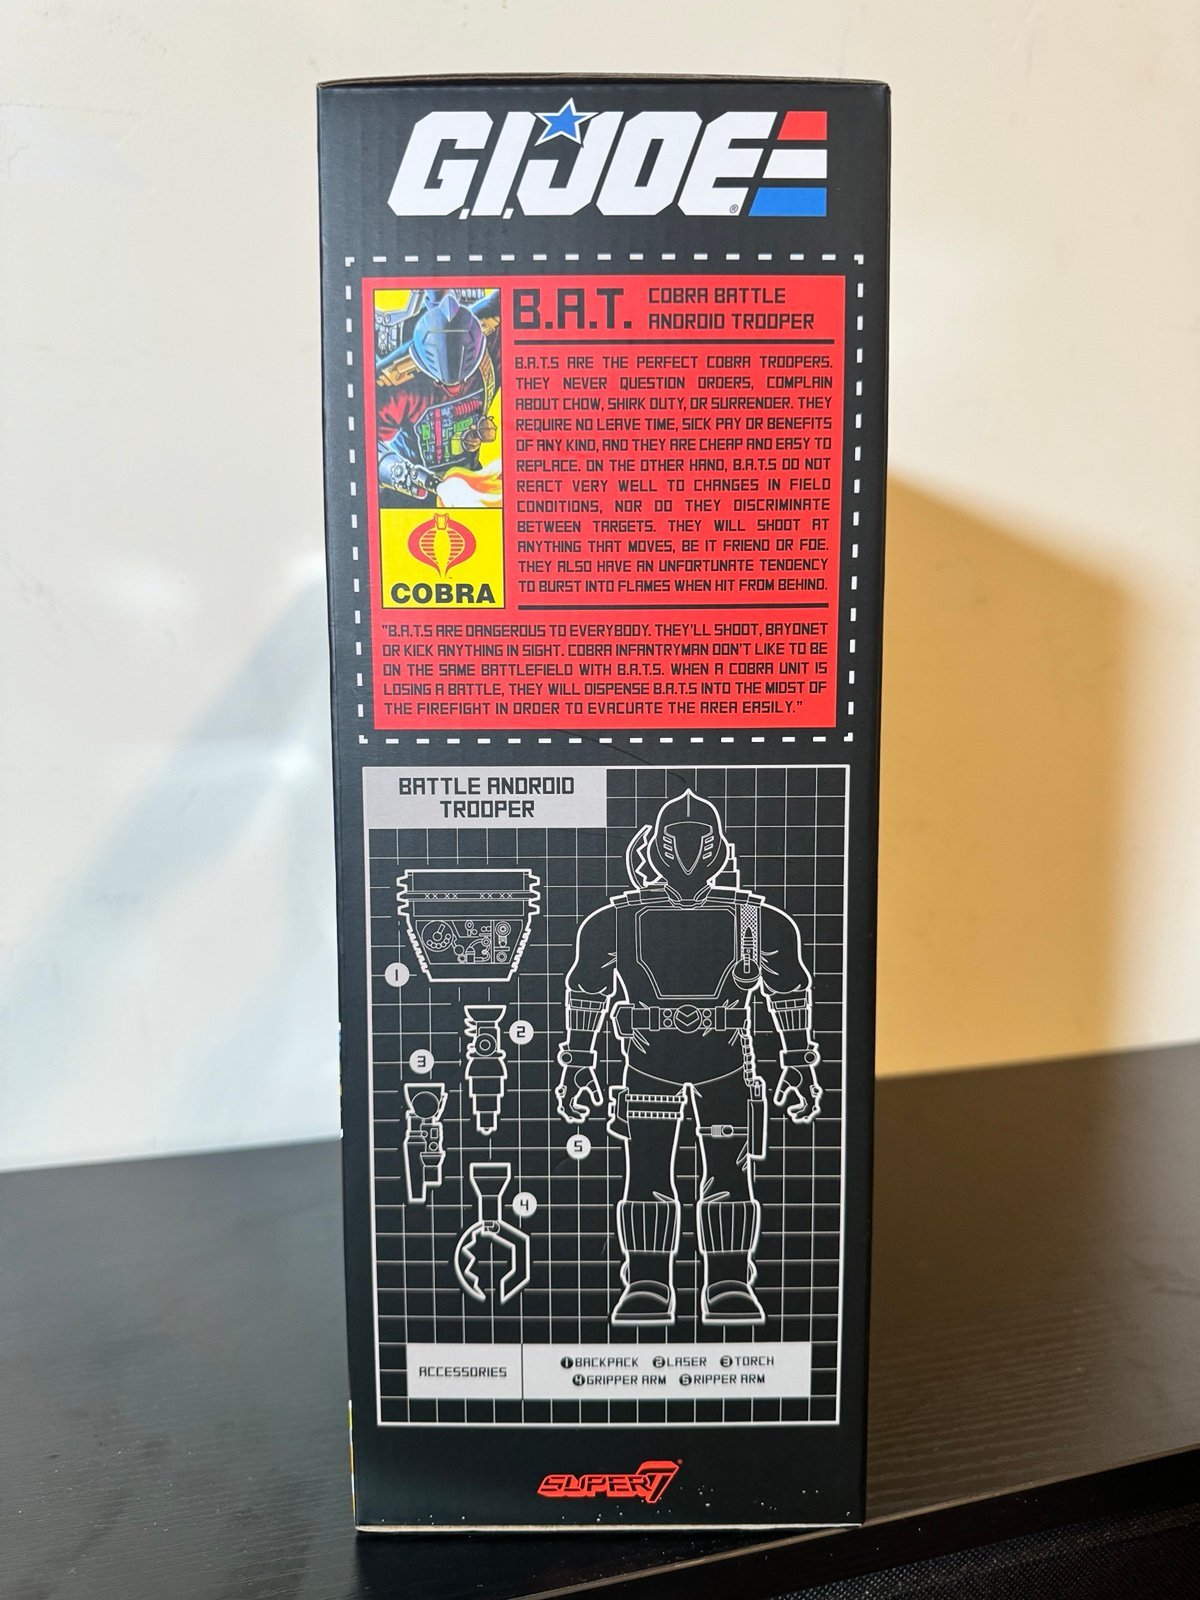 G.I.JOE
®
B.A.T. COBRA BATTLE
ANDROID TROOPER
B.A.T.S ARE THE PERFECT COBRA TROOPERS.
THEY NEVER QUESTION ORDERS, COMPLAIN
ABOUT CHOW, SHIRK DUTY, OR SURRENDER. THEY
REQUIRE NO LEAVE TIME, SICK PAY OR BENEFITS
OF ANY KIND, AND THEY ARE CHEAP AND EASY TO
REPLACE. ON THE OTHER HAND, B.A.T.S DO NOT
REACT VERY WELL TO CHANGES IN FIELD
CONDITIONS, NOR DO THEY DISCRIMINATE
BETWEEN TARGETS. THEY WILL SHOOT AT
ANYTHING THAT MOVES, BE IT FRIEND OR FOE.
THEY ALSO HAVE AN UNFORTUNATE TENDENCY
TO BURST INTO FLAMES WHEN HIT FROM BEHIND.
COBRA
"B.A.T.S ARE DANGEROUS TO EVERYBODY. THEY'LL SHOOT, BAYONET
OR KICK ANYTHING IN SIGHT. COBRA INFANTRYMAN DON'T LIKE TO BE
ON THE SAME BATTLEFIELD WITH B.A.T.S. WHEN A COBRA UNIT IS
LOSING A BATTLE, THEY WILL DISPENSE B.A.T.S INTO THE MIDST OF
THE FIREFIGHT IN ORDER TO EVACUATE THE AREA EASILY."
BATTLE ANDROID
TROOPER
1
2
3
5
4
ACCESSORIES
1 BACKPACK 2 LASER 3 TORCH
4 GRIPPER ARM 5 RIPPER ARM
SUPER7